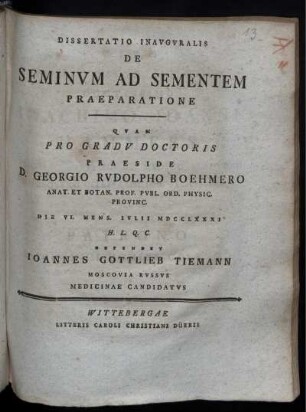 13.
DISSERTATIO INAVGVRALIS
DE
SEMINVM AD SEMENTEM
PRAEPARATIONE
QVAM
PRO GRADV DOCTORIS
PRAESIDE
D. GEORGIO RVDOLPHO BOEHMERO
ANAT. ET BOTAN. PROF. PVBL. ORD. PHYSIC.
PROVINC.
DIE VI. MENS. IVLII MDCCLXXXI
H. L. Q. C.
DEFENDET
IOANNES GOTTLIEB TIEMANN
MOSCOVIA RVSSVS
MEDICINAE CANDIDATVS
WITTEBERGAE
LITTERIS CAROLI CHRISTIANI DÜRRII